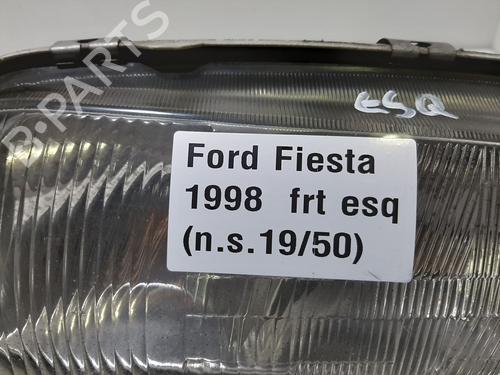 B-PARTS
ESQ
Ford Fiesta
1998 frt esq
(n.s.19/50)